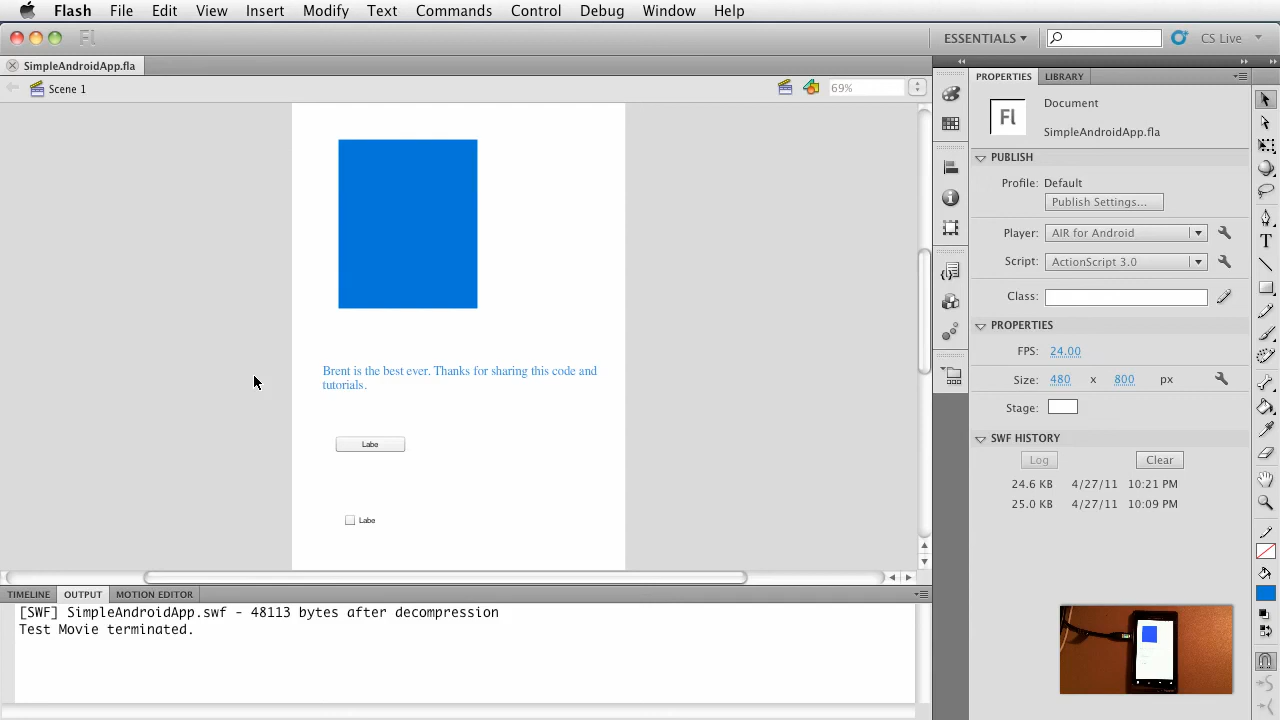 Flash File Edit View Insert Modify Text Commands Control Debug Window Help
Fl ESSENTIALS CS Live
SimpleAndroidApp.fla
Scene 1 69%
Brent is the best ever. Thanks for sharing this code and
tutorials.
Labe
Labe
TIMELINE OUTPUT MOTION EDITOR
[SWF] SimpleAndroidApp.swf - 48113 bytes after decompression
Test Movie terminated.
PROPERTIES LIBRARY
Fl Document
SimpleAndroidApp.fla
PUBLISH
Profile: Default
Publish Settings...
Player: AIR for Android
Script: ActionScript 3.0
Class:
PROPERTIES
FPS: 24.00
Size: 480 x 800 px
Stage:
SWF HISTORY
Log Clear
24.6 KB 4/27/11 10:21 PM
25.0 KB 4/27/11 10:09 PM